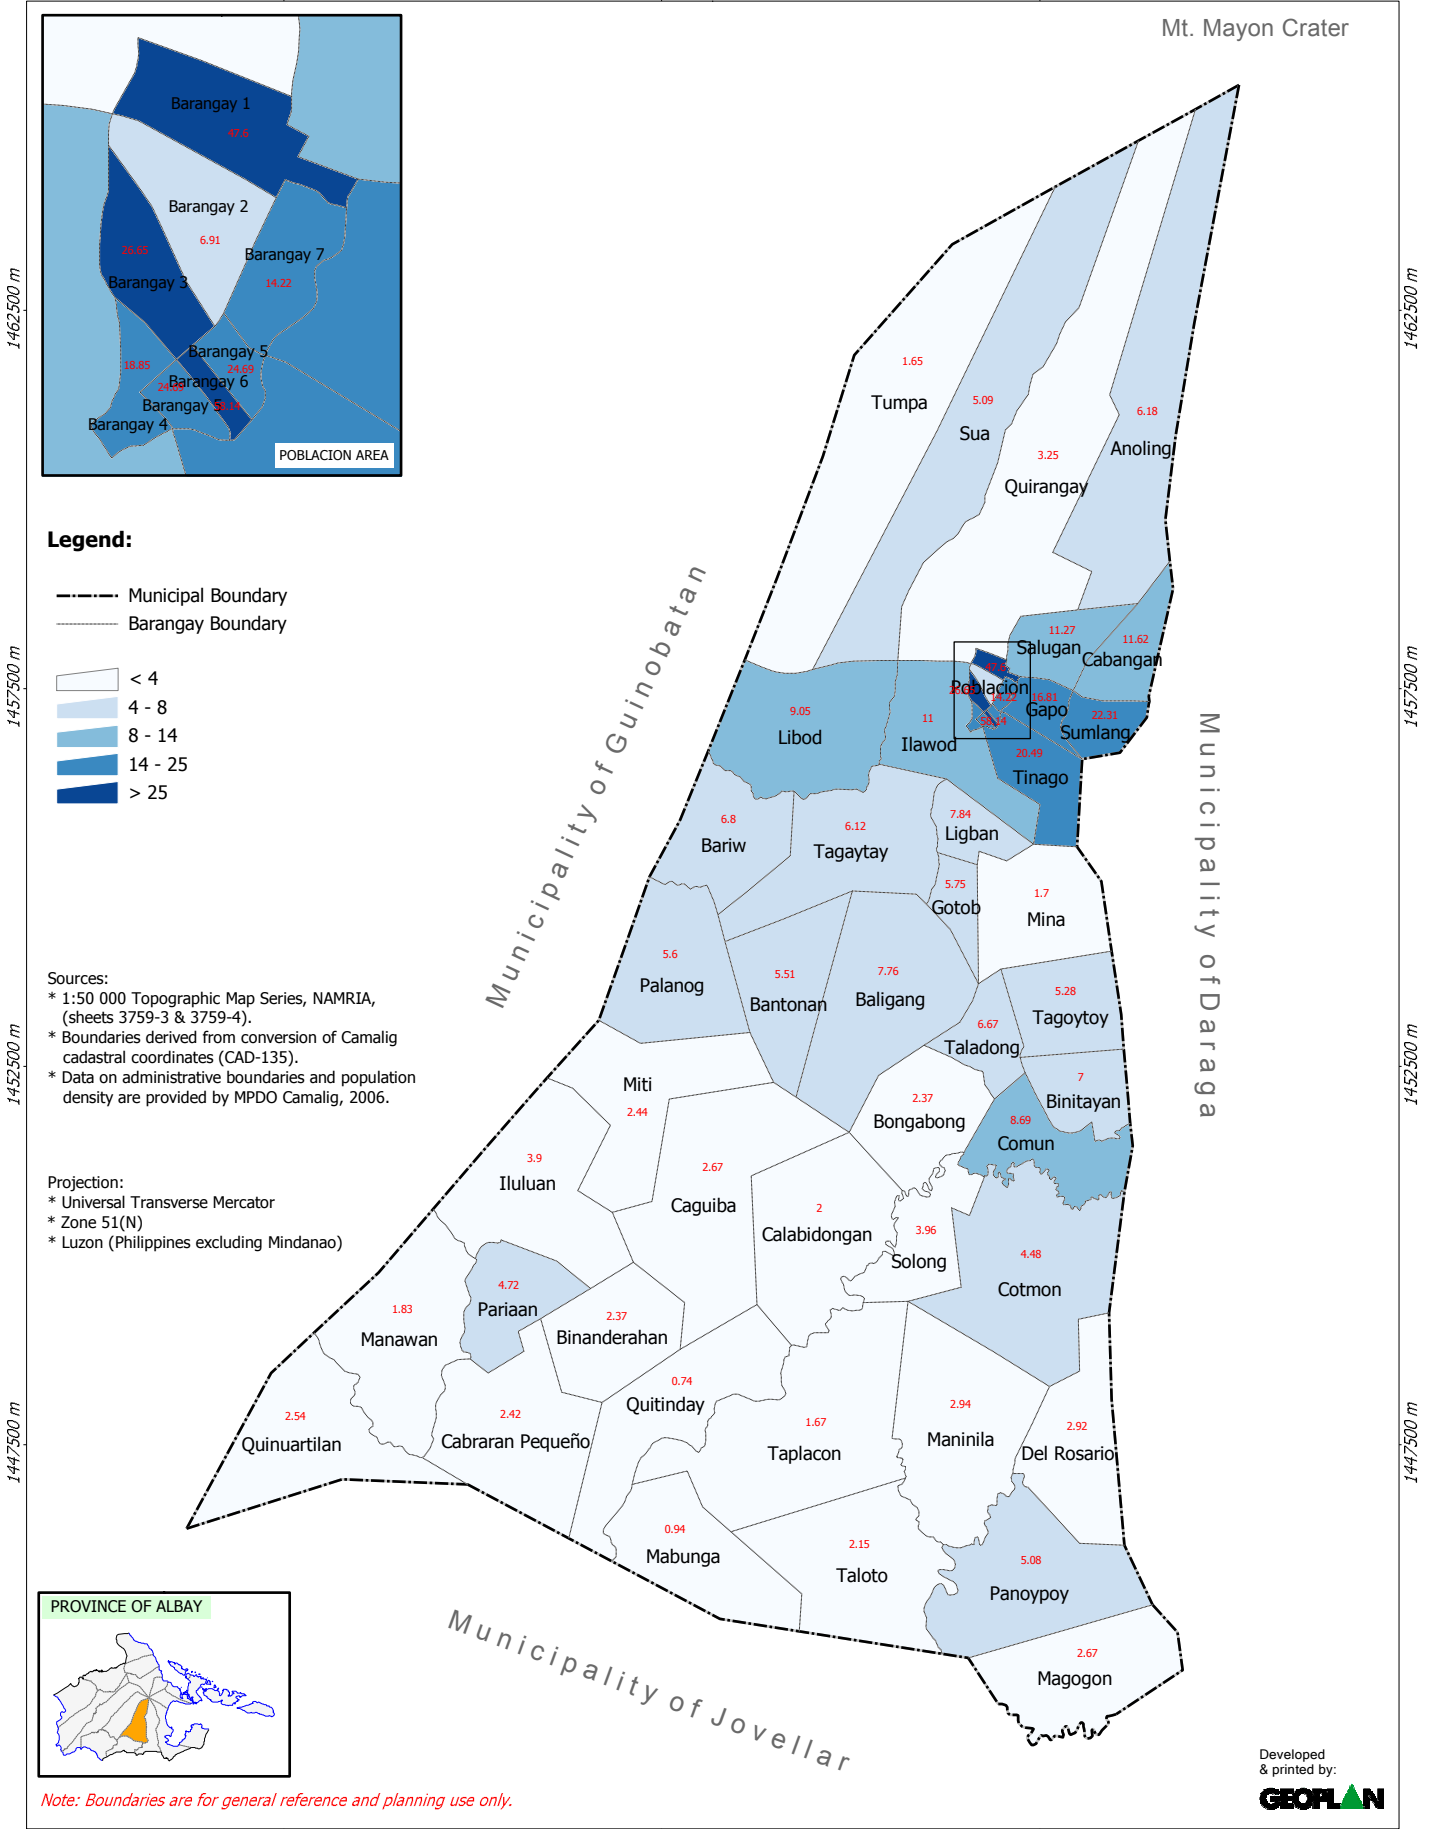 Mt. Mayon Crater
Barangay 1
47.6
Barangay 2
6.91
Barangay 7
14.22
Barangay 3
Barangay 5
24.69
18.85
Barangay 6
Barangay 5
Barangay 4
POBLACION AREA
1462500 m
1462500 m
1457500 m
1457500 m
1452500 m
1452500 m
1447500 m
1447500 m
Legend:
Municipal Boundary
Barangay Boundary
< 4
4 - 8
8 - 14
14 - 25
> 25
Sources:
* 1:50 000 Topographic Map Series, NAMRIA,
(sheets 3759-3 & 3759-4).
* Boundaries derived from conversion of Camalig
cadastral coordinates (CAD-135).
* Data on administrative boundaries and population
density are provided by MPDO Camalig, 2006.
Projection:
* Universal Transverse Mercator
* Zone 51(N)
* Luzon (Philippines excluding Mindanao)
Municipality of Guinobatan
Municipality of Daraga
Municipality of Jovellar
1.65
Tumpa
5.09
Sua
3.25
Quirangay
6.18
Anoling
11.27
Salugan
11.62
Cabangan
Poblacion
14.22
58.14
16.81
Gapo
22.31
Sumlang
20.49
Tinago
9.05
Libod
11
Ilawod
6.8
Bariw
6.12
Tagaytay
7.84
Ligban
5.75
Gotob
1.7
Mina
5.6
Palanog
5.51
Bantonan
7.76
Baligang
5.28
Tagoytoy
6.67
Taladong
7
Binitayan
Miti
2.44
2.37
Bongabong
8.69
Comun
3.9
Iluluan
2.67
Caguiba
2
Calabidongan
3.96
Solong
4.48
Cotmon
4.72
Pariaan
1.83
Manawan
2.37
Binanderahan
0.74
Quitinday
2.54
Quinuartilan
2.42
Cabraran Pequeño
1.67
Taplacon
2.94
Maninila
2.92
Del Rosario
0.94
Mabunga
2.15
Taloto
5.08
Panoypoy
2.67
Magogon
PROVINCE OF ALBAY
Note: Boundaries are for general reference and planning use only.
Developed
& printed by:
GEOPLAN